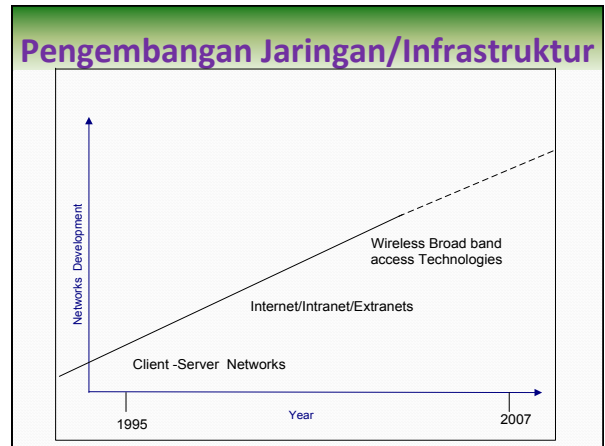 Pengembangan Jaringan/Infrastruktur
Networks Development
Wireless Broad band
access Technologies
Internet/Intranet/Extranets
Client -Server Networks
1995
Year
2007